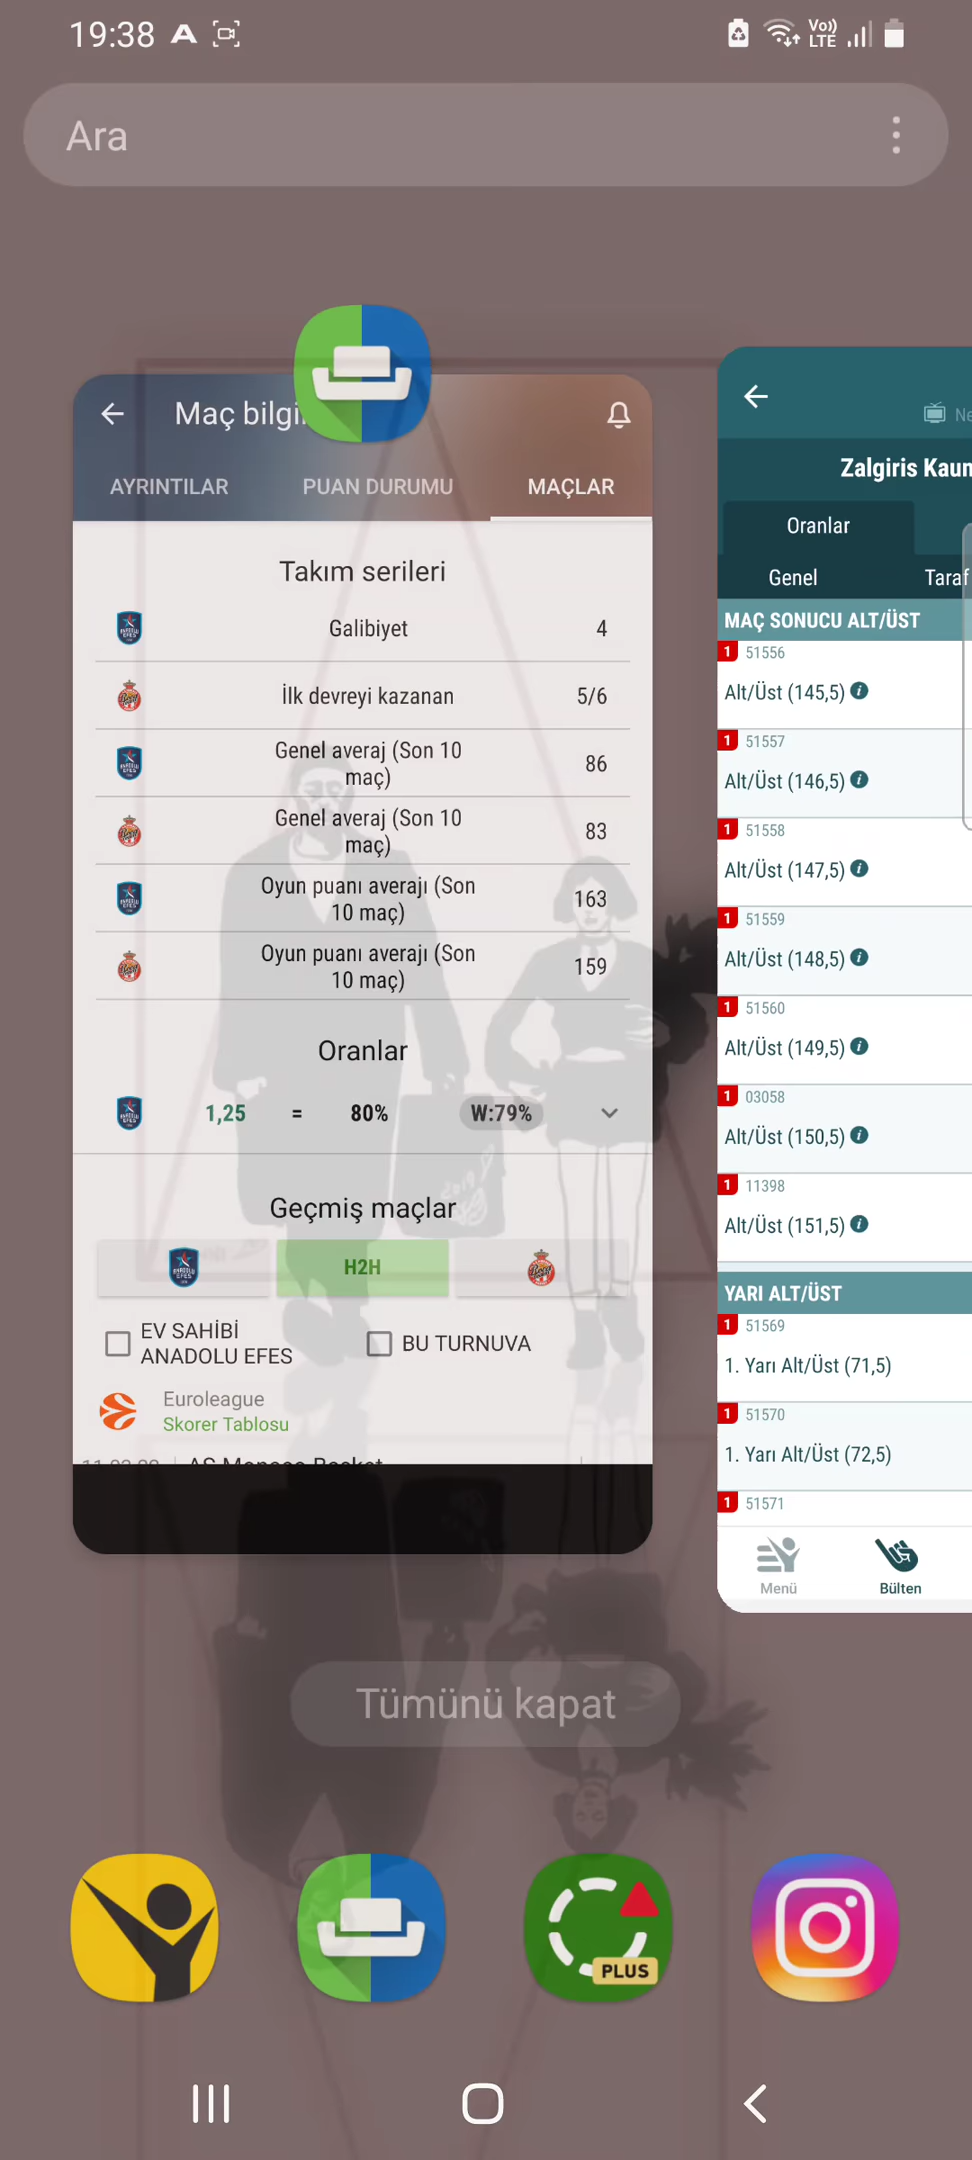 19:38
Vo))
LTE
Ara
Maç bilgi
AYRINTILAR
PUAN DURUMU
MAÇLAR
Takım serileri
Galibiyet
4
İlk devreyi kazanan
5/6
Genel averaj (Son 10
maç)
86
Genel averaj (Son 10
maç)
83
Oyun puanı averajı (Son
10 maç)
163
Oyun puanı averajı (Son
10 maç)
159
Oranlar
1,25
=
80%
W:79%
Geçmiş maçlar
H2H
EV SAHİBİ
ANADOLU EFES
BU TURNUVA
Euroleague
Skorer Tablosu
AS Monaco Basket
Ne
Zalgiris Kaun
Oranlar
Genel
Taraf
MAÇ SONUCU ALT/ÜST
1 51556
Alt/Üst (145,5)
1 51557
Alt/Üst (146,5)
1 51558
Alt/Üst (147,5)
1 51559
Alt/Üst (148,5)
1 51560
Alt/Üst (149,5)
1 03058
Alt/Üst (150,5)
1 11398
Alt/Üst (151,5)
YARI ALT/ÜST
1 51569
1. Yarı Alt/Üst (71,5)
1 51570
1. Yarı Alt/Üst (72,5)
1 51571
Menü
Bülten
Tümünü kapat
PLUS